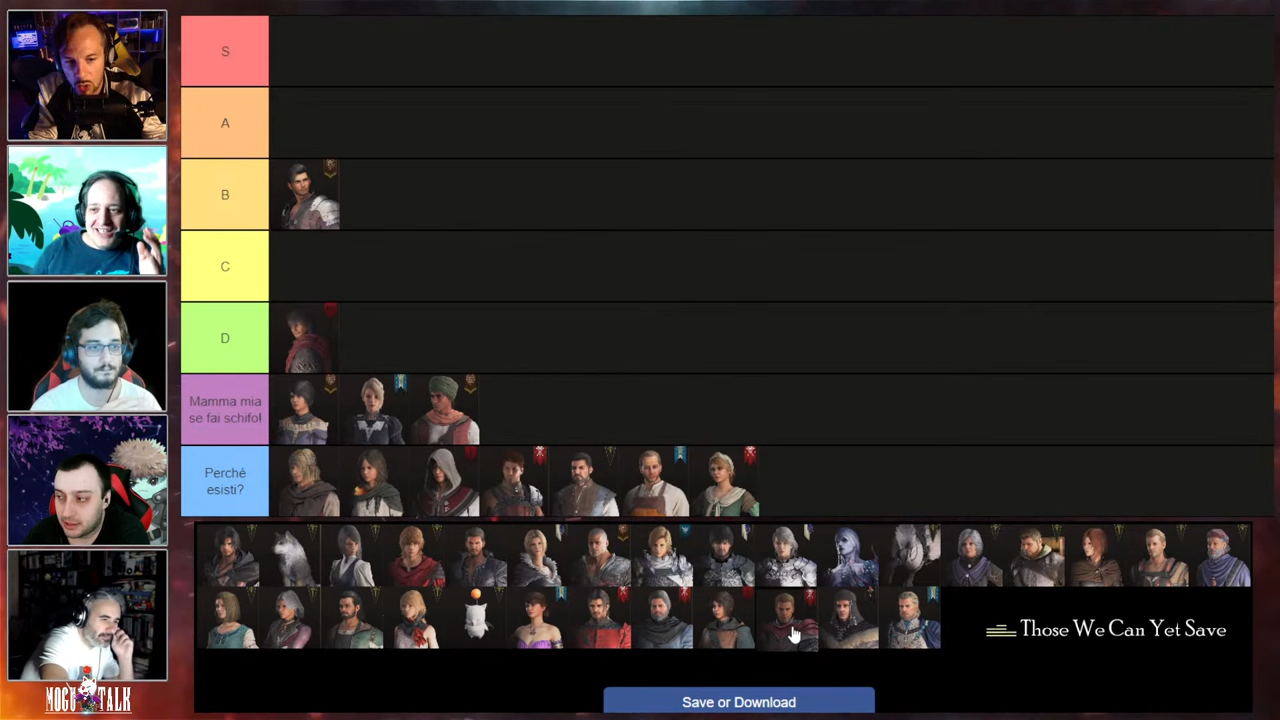 S
A
B
C
D
Mamma mia
se fai schifo!
Perché
esisti?
Those We Can Yet Save
Save or Download
MOGU TALK